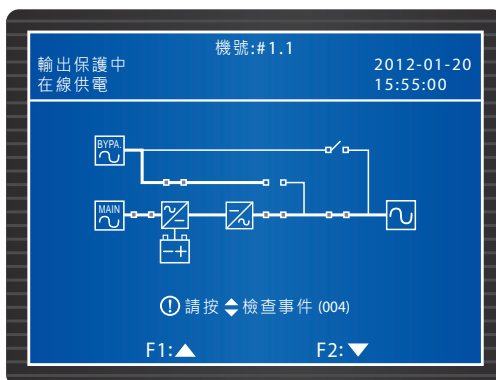 機號:#1.1
輸出保護中
在線供電
2012-01-20
15:55:00
BYPA.
MAIN
請按 檢查事件 (004)
F1:
F2: